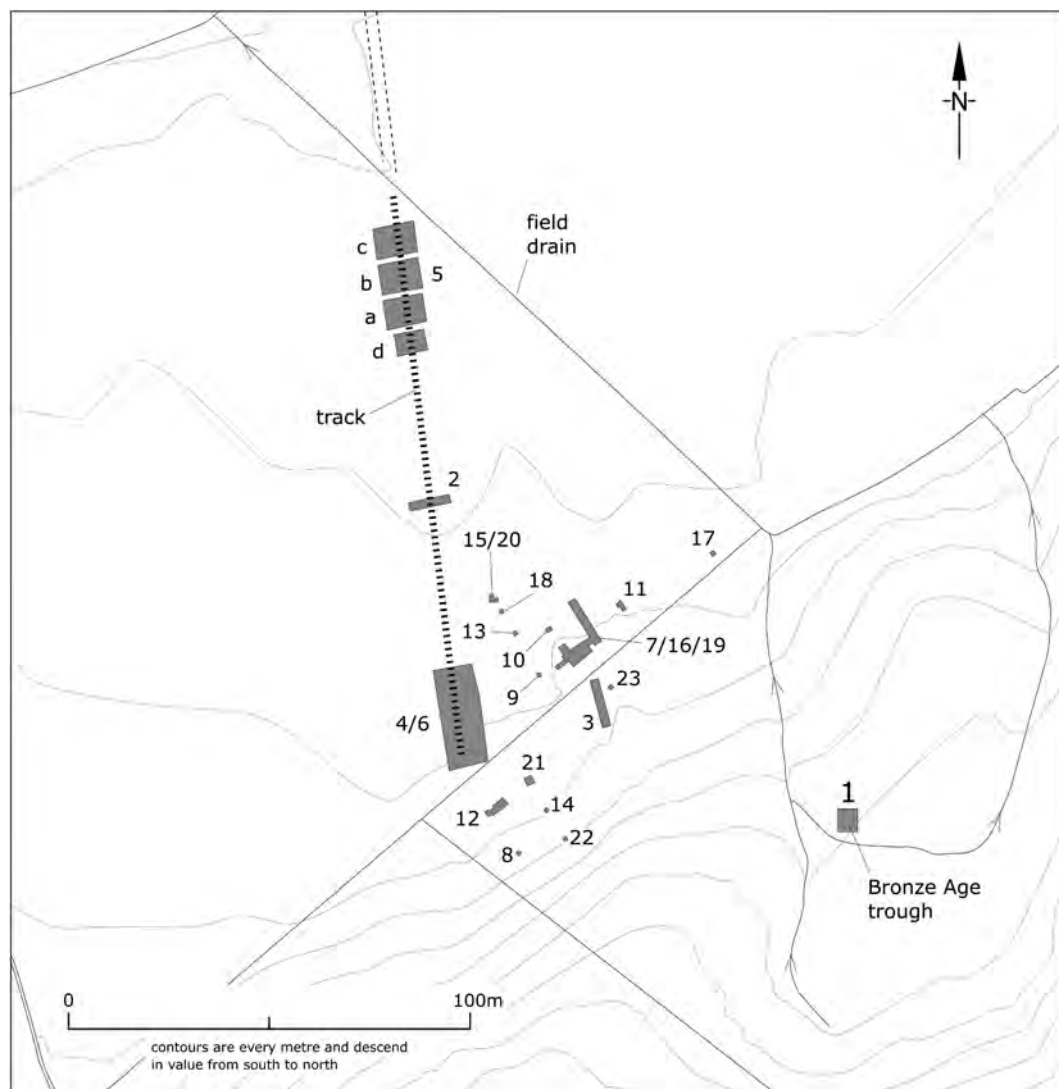 -N-
field
drain
c
b
5
a
d
track
2
15/20
17
18
11
13
10
7/16/19
9
23
4/6
3
21
1
14
12
22
8
Bronze Age
trough
0
100m
contours are every metre and descend
in value from south to north